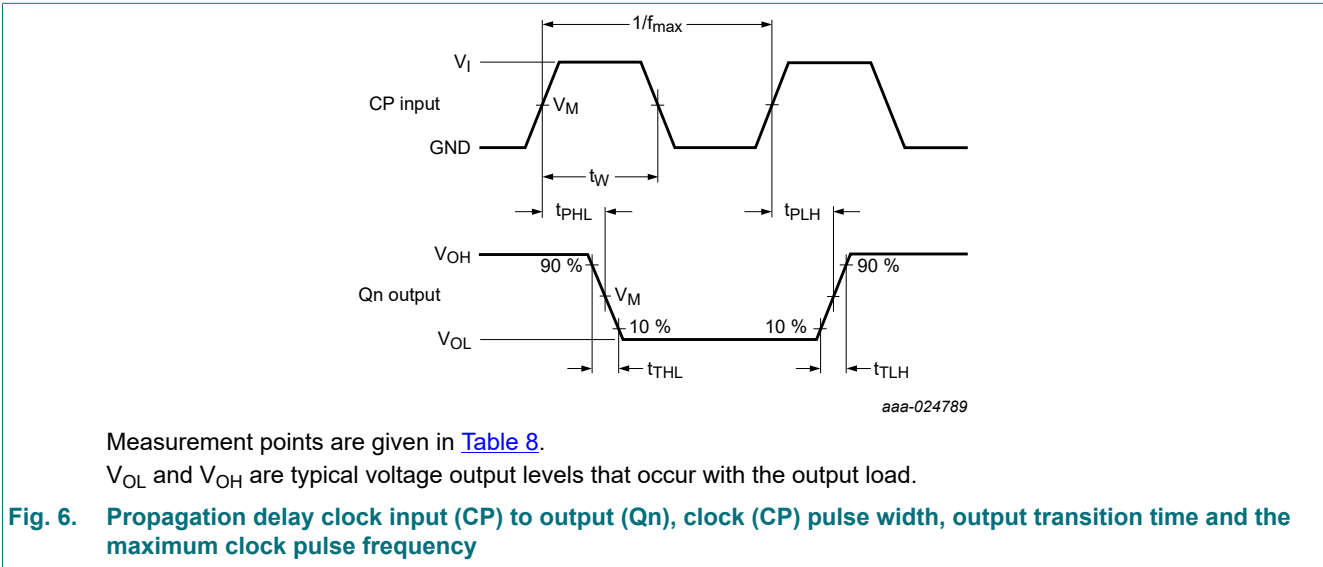 1/fmax
VI
CP input
VM
GND
tW
tPHL
tPLH
VOH
90 %
90 %
Qn output
VM
10 %
10 %
VOL
tTHL
tTLH
aaa-024789
Measurement points are given in Table 8.
VOL and VOH are typical voltage output levels that occur with the output load.
Fig. 6. Propagation delay clock input (CP) to output (Qn), clock (CP) pulse width, output transition time and the
maximum clock pulse frequency